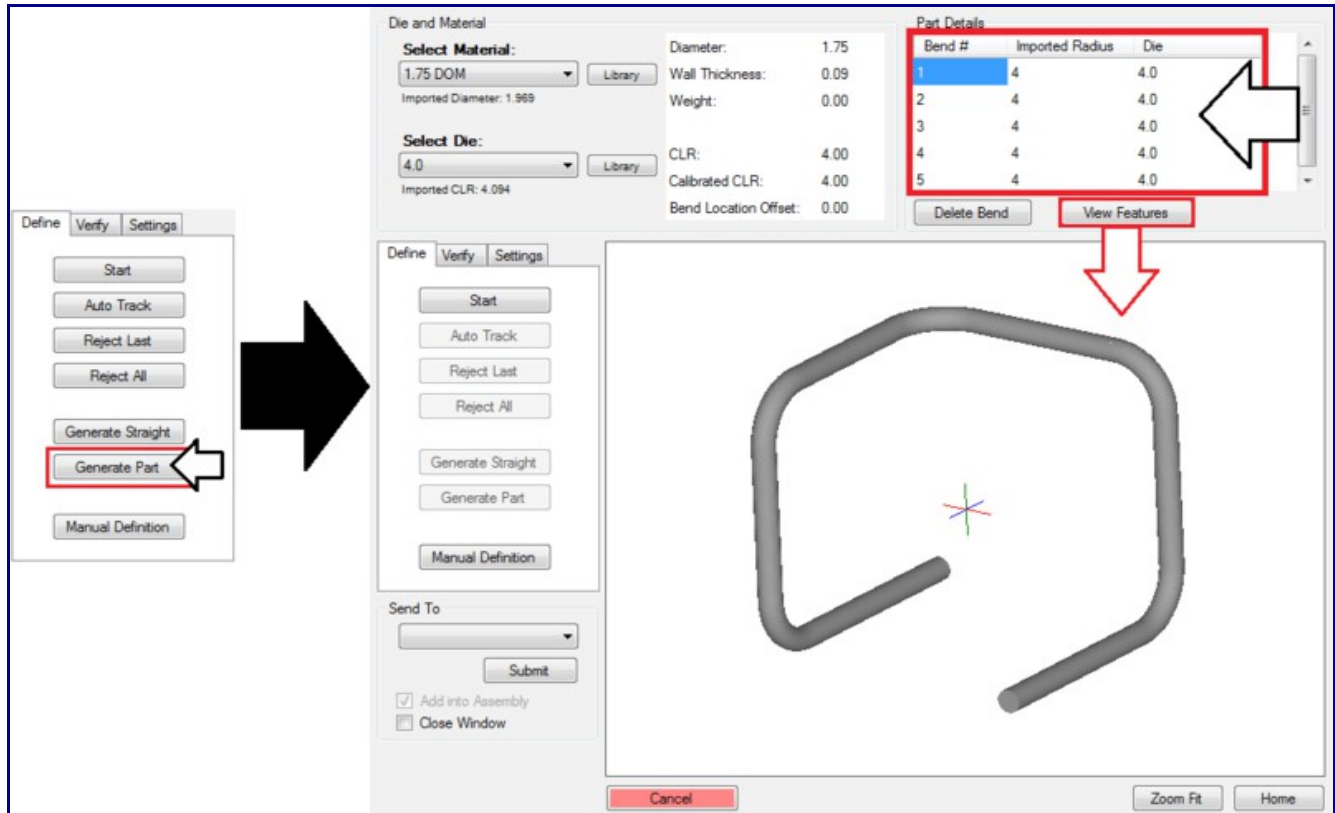 Define Verify Settings
Start
Auto Track
Reject Last
Reject All
Generate Straight
Generate Part
Manual Definition
Die and Material
Select Material:
1.75 DOM Library
Imported Diameter: 1.969
Select Die:
4.0 Library
Imported CLR: 4.094
Diameter: 1.75
Wall Thickness: 0.09
Weight: 0.00
CLR: 4.00
Calibrated CLR: 4.00
Bend Location Offset: 0.00
Part Details
Bend # Imported Radius Die
1 4 4.0
2 4 4.0
3 4 4.0
4 4 4.0
5 4 4.0
Delete Bend View Features
Define Verify Settings
Start
Auto Track
Reject Last
Reject All
Generate Straight
Generate Part
Manual Definition
Send To
Submit
Add into Assembly
Close Window
Cancel Zoom Fit Home